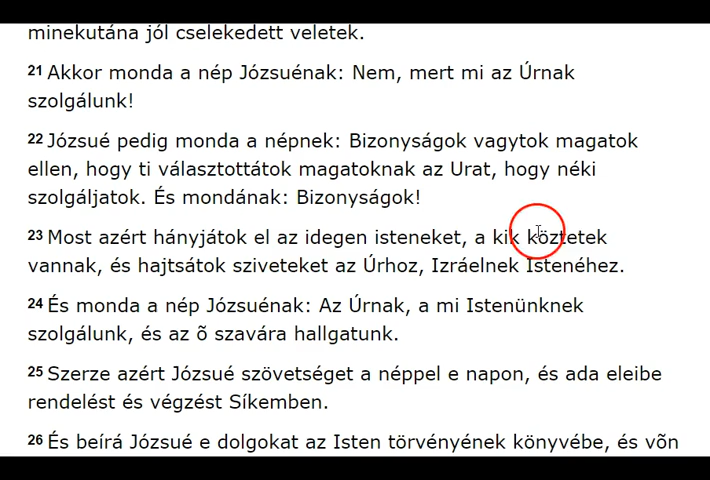 minekutána jól cselekedett veletek.
21 Akkor monda a nép Józsuénak: Nem, mert mi az Úrnak
szolgálunk!
22 Józsué pedig monda a népnek: Bizonyságok vagytok magatok
ellen, hogy ti választottátok magatoknak az Urat, hogy néki
szolgáljatok. És mondának: Bizonyságok!
23 Most azért hányjátok el az idegen isteneket, a kik köztetek
vannak, és hajtsátok sziveteket az Úrhoz, Izráelnek Istenéhez.
24 És monda a nép Józsuénak: Az Úrnak, a mi Istenünknek
szolgálunk, és az õ szavára hallgatunk.
25 Szerze azért Józsué szövetséget a néppel e napon, és ada eleibe
rendelést és végzést Síkemben.
26 És beírá Józsué e dolgokat az Isten törvényének könyvébe, és võn